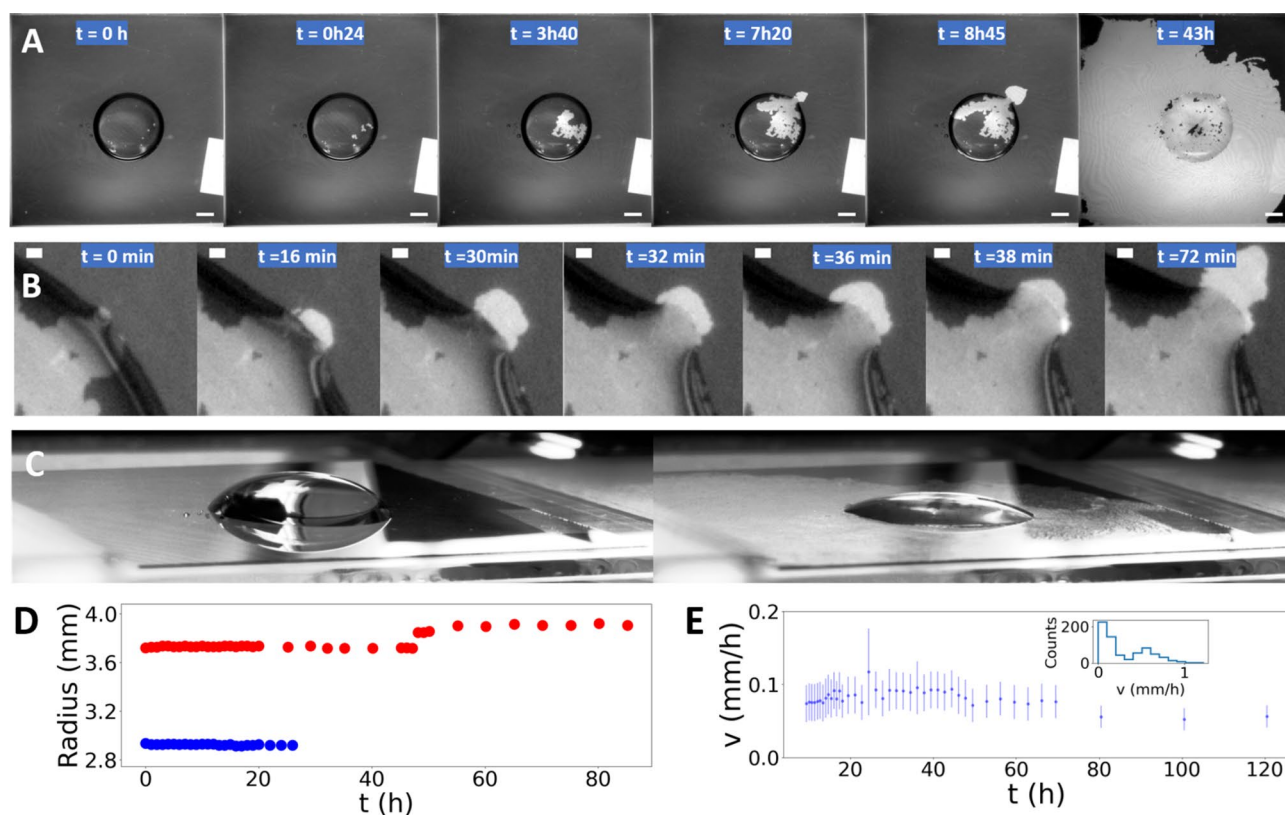 A
t = 0 h
t = 0h24
t = 3h40
t = 7h20
t = 8h45
t = 43h
B
t = 0 min
t =16 min
t =30min
t =32 min
t =36 min
t =38 min
t =72 min
C
D
Radius (mm)
4.0
3.6
3.2
2.8
0
20
40
60
80
t (h)
E
v (mm/h)
0.2
0.1
0.0
20
40
60
80
100
120
t (h)
Counts
200
0
0
1
v (mm/h)